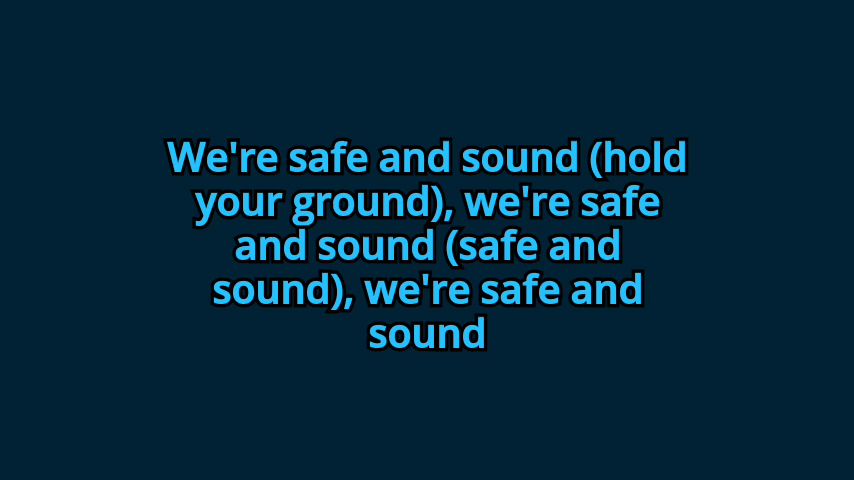 We're safe and sound (hold
your ground), we're safe
and sound (safe and
sound), we're safe and
sound